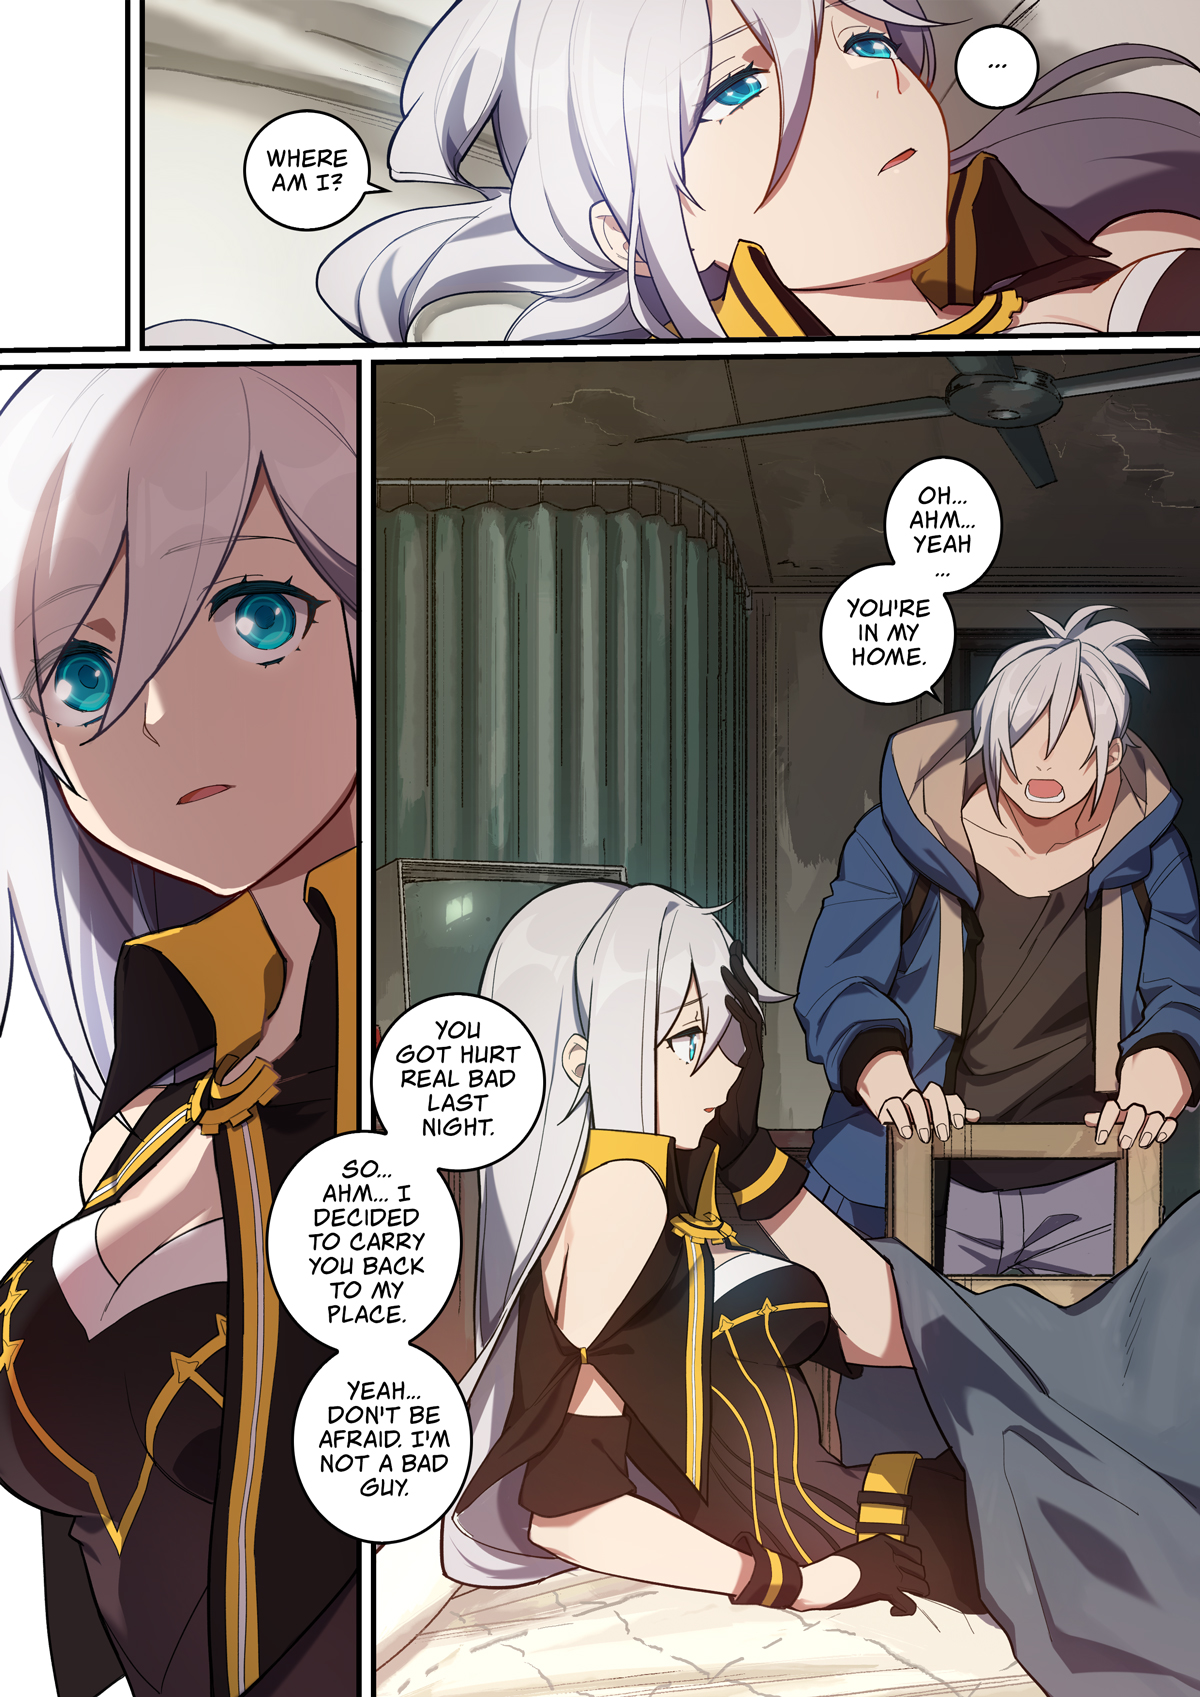 ...
WHERE
AM I?
OH...
AHM...
YEAH
...
YOU'RE
IN MY
HOME.
YOU
GOT HURT
REAL BAD
LAST
NIGHT.
SO...
AHM... I
DECIDED
TO CARRY
YOU BACK
TO MY
PLACE.
YEAH...
DON'T BE
AFRAID. I'M
NOT A BAD
GUY.